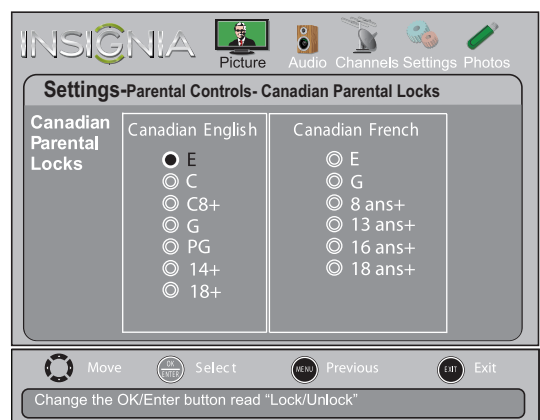 INSIGNIA
Picture Audio Channels Settings Photos
Settings-Parental Controls- Canadian Parental Locks
Canadian
Parental
Locks
Canadian English
E
C
C8+
G
PG
14+
18+
Canadian French
E
G
8 ans+
13 ans+
16 ans+
18 ans+
Move OK ENTER Select MENU Previous EXIT Exit
Change the OK/Enter button read “Lock/Unlock”